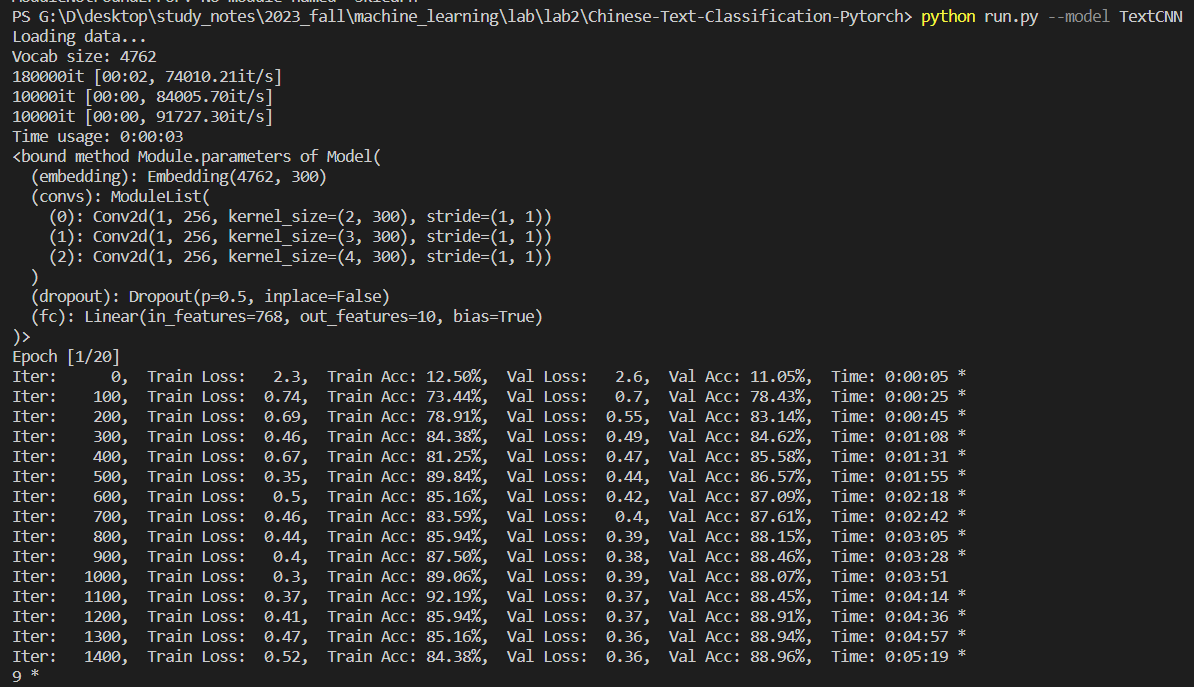 PS G:\D\desktop\study_notes\2023_fall\machine_learning\lab\lab2\Chinese-Text-Classification-Pytorch> python run.py --model TextCNN
Loading data...
Vocab size: 4762
180000it [00:02, 74010.21it/s]
10000it [00:00, 84005.70it/s]
10000it [00:00, 91727.30it/s]
Time usage: 0:00:03
<bound method Module.parameters of Model(
  (embedding): Embedding(4762, 300)
  (convs): ModuleList(
    (0): Conv2d(1, 256, kernel_size=(2, 300), stride=(1, 1))
    (1): Conv2d(1, 256, kernel_size=(3, 300), stride=(1, 1))
    (2): Conv2d(1, 256, kernel_size=(4, 300), stride=(1, 1))
  )
  (dropout): Dropout(p=0.5, inplace=False)
  (fc): Linear(in_features=768, out_features=10, bias=True)
)>
Epoch [1/20]
Iter:      0,  Train Loss:   2.3,  Train Acc: 12.50%,  Val Loss:   2.6,  Val Acc: 11.05%,  Time: 0:00:05 *
Iter:    100,  Train Loss:  0.74,  Train Acc: 73.44%,  Val Loss:   0.7,  Val Acc: 78.43%,  Time: 0:00:25 *
Iter:    200,  Train Loss:  0.69,  Train Acc: 78.91%,  Val Loss:  0.55,  Val Acc: 83.14%,  Time: 0:00:45 *
Iter:    300,  Train Loss:  0.46,  Train Acc: 84.38%,  Val Loss:  0.49,  Val Acc: 84.62%,  Time: 0:01:08 *
Iter:    400,  Train Loss:  0.67,  Train Acc: 81.25%,  Val Loss:  0.47,  Val Acc: 85.58%,  Time: 0:01:31 *
Iter:    500,  Train Loss:  0.35,  Train Acc: 89.84%,  Val Loss:  0.44,  Val Acc: 86.57%,  Time: 0:01:55 *
Iter:    600,  Train Loss:   0.5,  Train Acc: 85.16%,  Val Loss:  0.42,  Val Acc: 87.09%,  Time: 0:02:18 *
Iter:    700,  Train Loss:  0.46,  Train Acc: 83.59%,  Val Loss:   0.4,  Val Acc: 87.61%,  Time: 0:02:42 *
Iter:    800,  Train Loss:  0.44,  Train Acc: 85.94%,  Val Loss:  0.39,  Val Acc: 88.15%,  Time: 0:03:05 *
Iter:    900,  Train Loss:   0.4,  Train Acc: 87.50%,  Val Loss:  0.38,  Val Acc: 88.46%,  Time: 0:03:28 *
Iter:   1000,  Train Loss:   0.3,  Train Acc: 89.06%,  Val Loss:  0.39,  Val Acc: 88.07%,  Time: 0:03:51
Iter:   1100,  Train Loss:  0.37,  Train Acc: 92.19%,  Val Loss:  0.37,  Val Acc: 88.45%,  Time: 0:04:14 *
Iter:   1200,  Train Loss:  0.41,  Train Acc: 85.94%,  Val Loss:  0.37,  Val Acc: 88.91%,  Time: 0:04:36 *
Iter:   1300,  Train Loss:  0.47,  Train Acc: 85.16%,  Val Loss:  0.36,  Val Acc: 88.94%,  Time: 0:04:57 *
Iter:   1400,  Train Loss:  0.52,  Train Acc: 84.38%,  Val Loss:  0.36,  Val Acc: 88.96%,  Time: 0:05:19 *
9 *